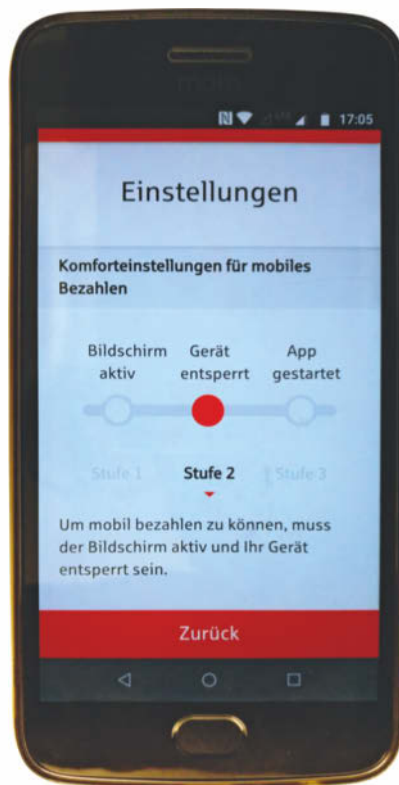 17:05
Einstellungen
Komforteinstellungen für mobiles
Bezahlen
Bildschirm Gerät App
aktiv entsperrt gestartet
Stufe 1 Stufe 2 Stufe 3
Um mobil bezahlen zu können, muss
der Bildschirm aktiv und Ihr Gerät
entsperrt sein.
Zurück